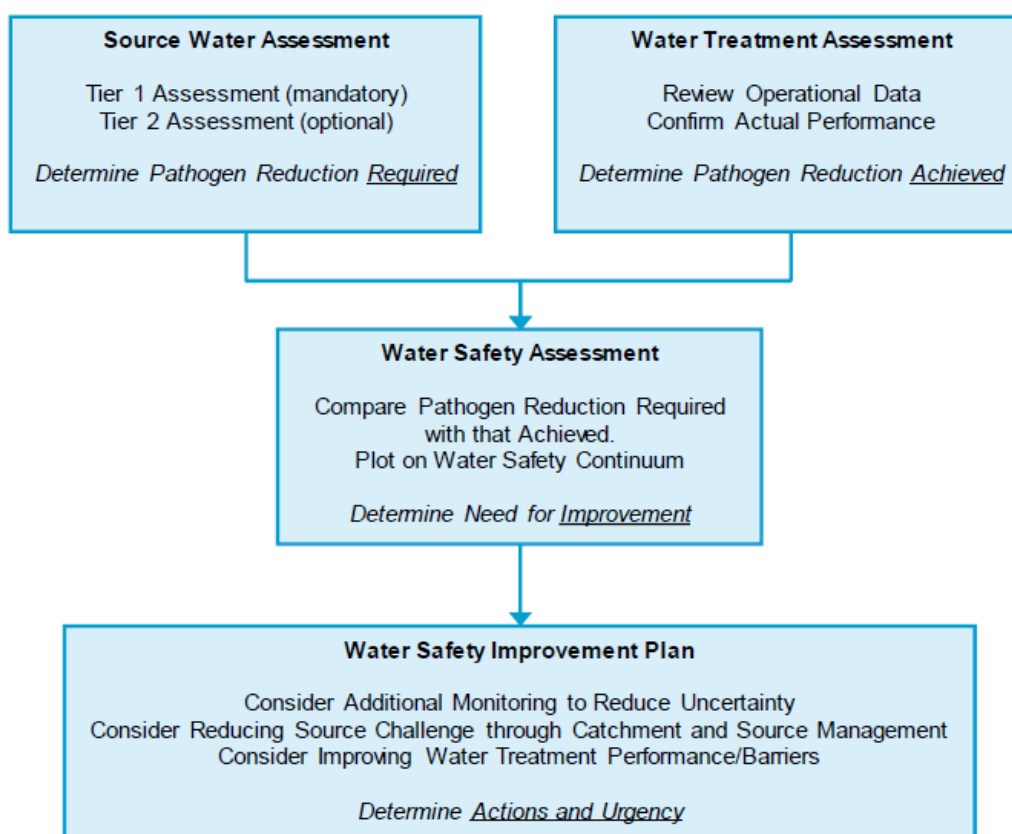 Source Water Assessment
Tier 1 Assessment (mandatory)
Tier 2 Assessment (optional)
Determine Pathogen Reduction Required
Water Treatment Assessment
Review Operational Data
Confirm Actual Performance
Determine Pathogen Reduction Achieved
Water Safety Assessment
Compare Pathogen Reduction Required
with that Achieved.
Plot on Water Safety Continuum
Determine Need for Improvement
Water Safety Improvement Plan
Consider Additional Monitoring to Reduce Uncertainty
Consider Reducing Source Challenge through Catchment and Source Management
Consider Improving Water Treatment Performance/Barriers
Determine Actions and Urgency